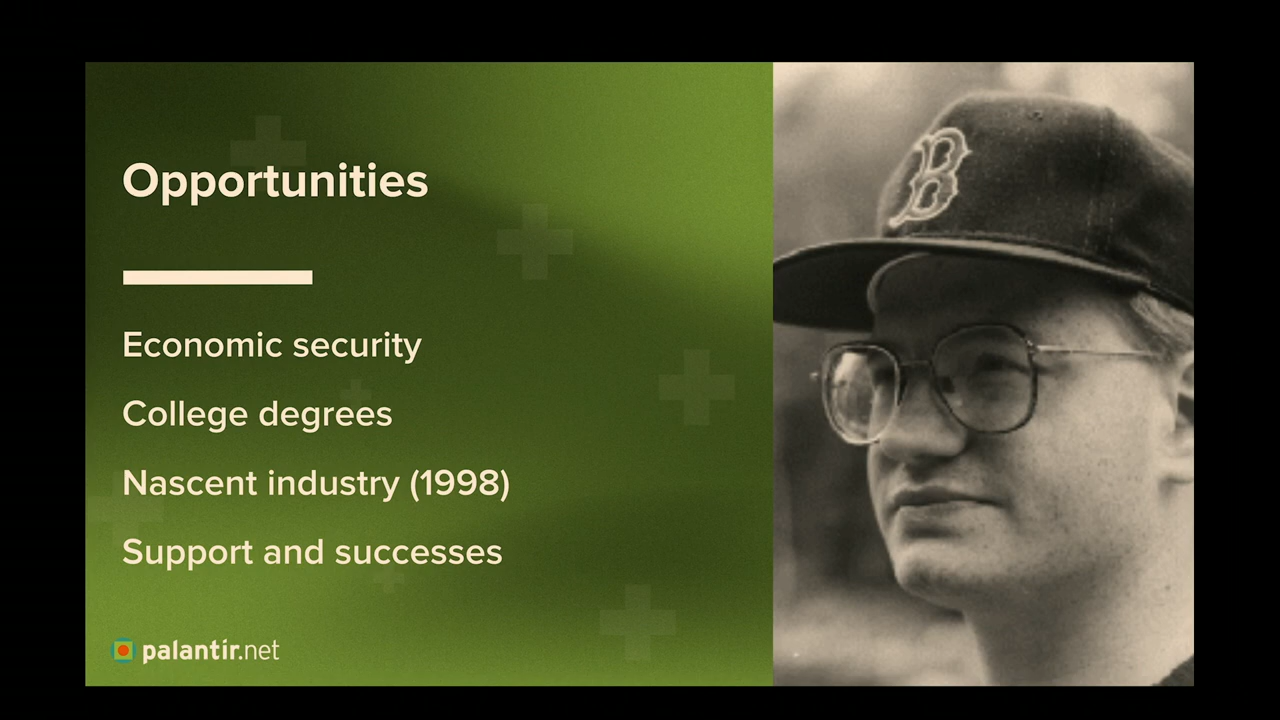 Opportunities
Economic security
College degrees
Nascent industry (1998)
Support and successes
palantir.net
B